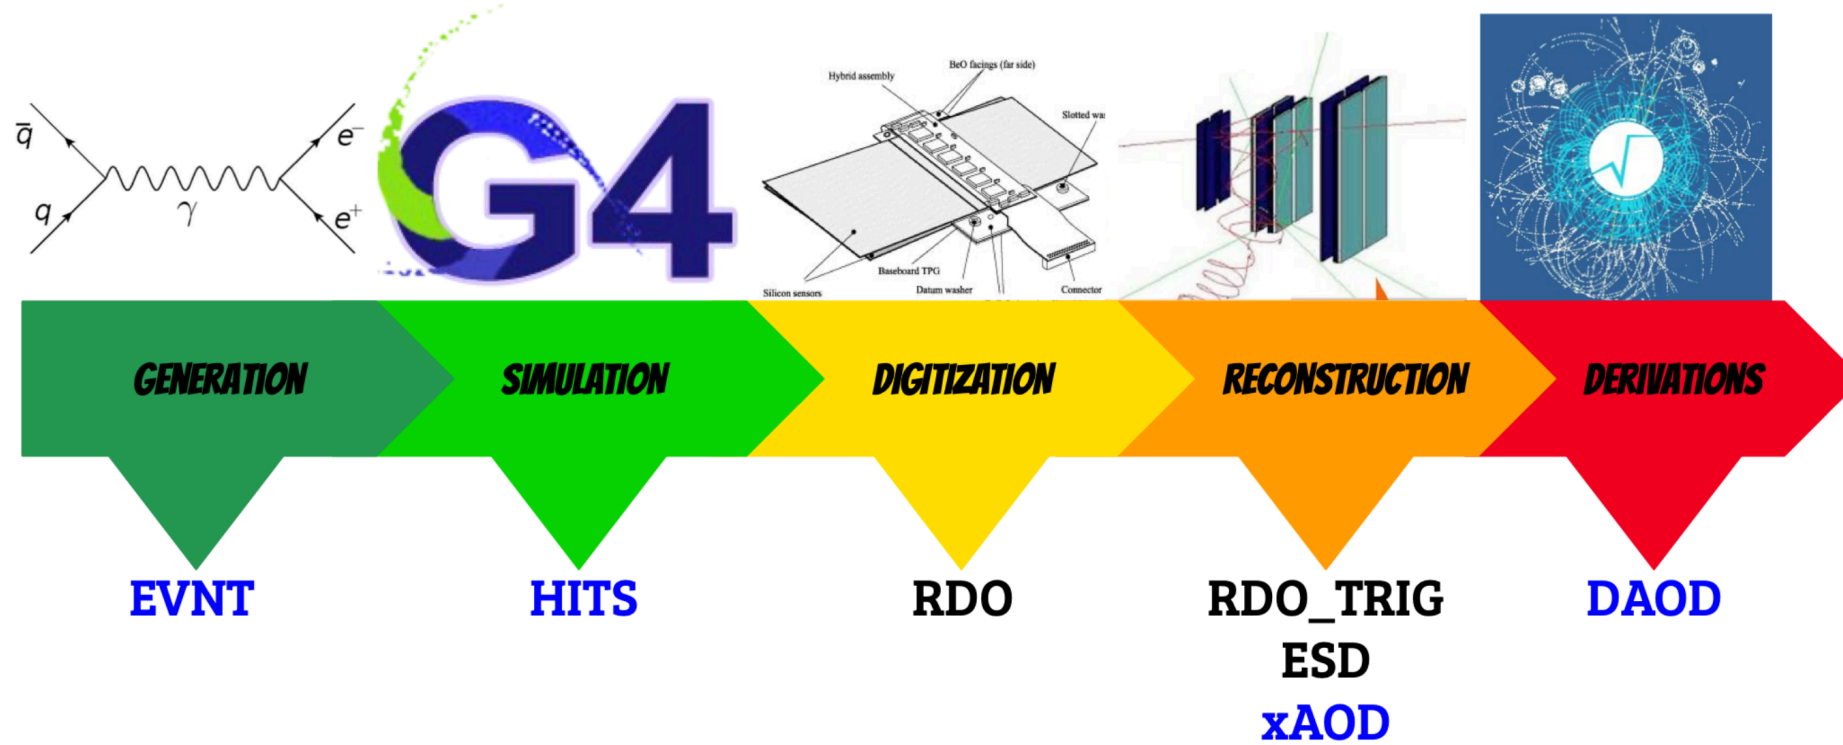 q̄
e⁻
q
γ
e⁺
G4
Hybrid assembly
BeO facings (far side)
Slotted
Silicon sensors
Baseboard TPG
Datum washer
Connector
√
GENERATION
SIMULATION
DIGITIZATION
RECONSTRUCTION
DERIVATIONS
EVNT
HITS
RDO
RDO_TRIG
ESD
xAOD
DAOD